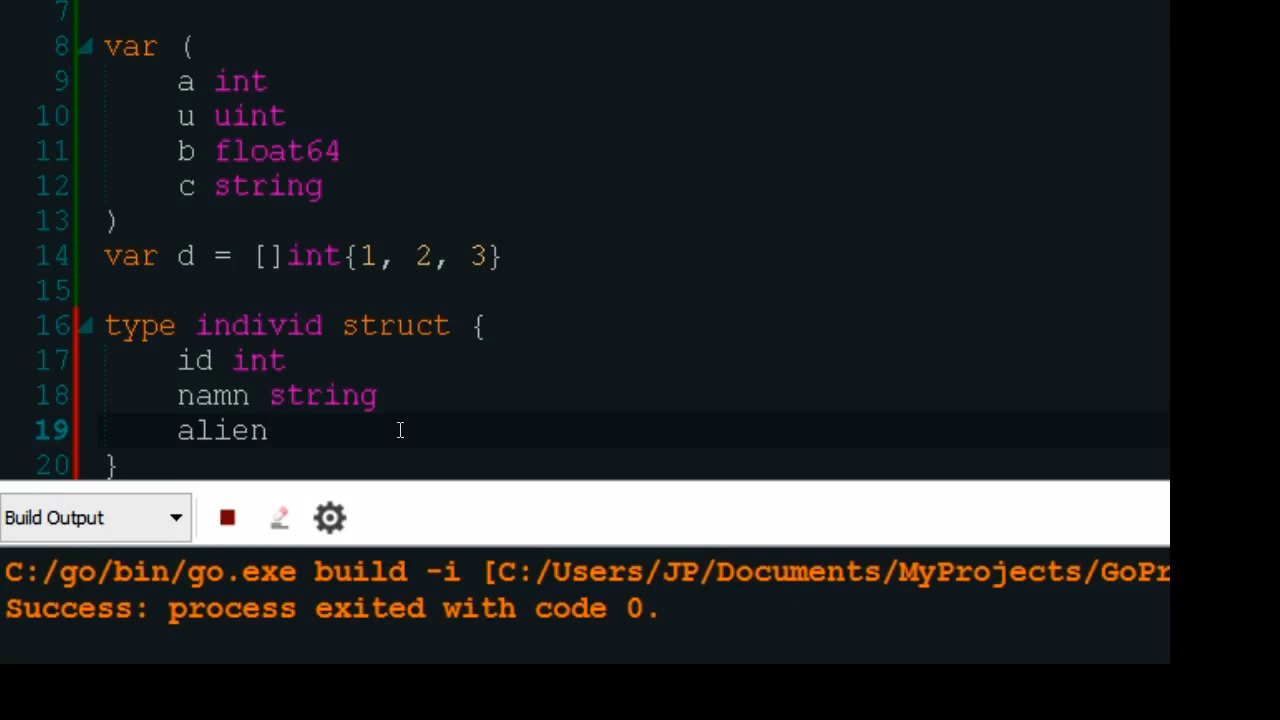 7
8 var (
9 a int
10 u uint
11 b float64
12 c string
13 )
14 var d = []int{1, 2, 3}
15
16 type individ struct {
17 id int
18 namn string
19 alien
20 }
Build Output
C:/go/bin/go.exe build -i [C:/Users/JP/Documents/MyProjects/GoPr
Success: process exited with code 0.